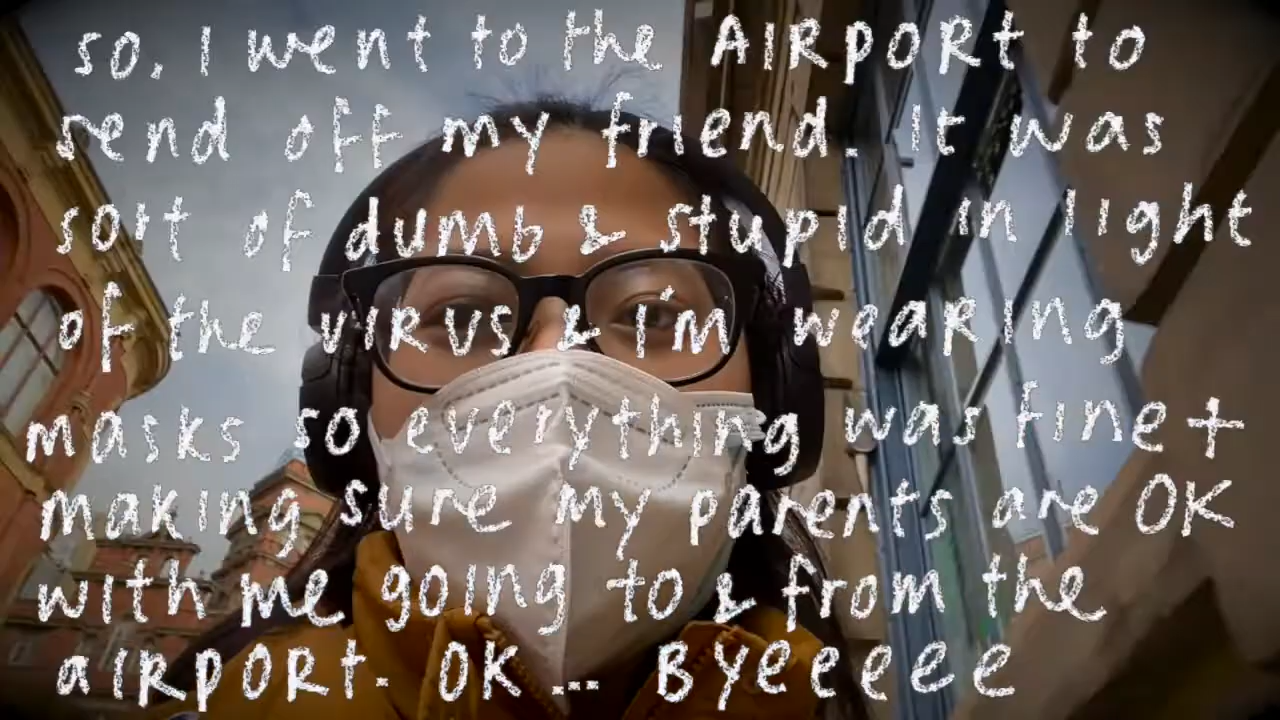 so, I went to the AIRPORT to
send off my friend. It was
sort of dumb & stupid in light
of the virus & i'm wearing
masks so everything was fine +
making sure my parents are OK
with me going to & from the
airport. OK... Byeeeee